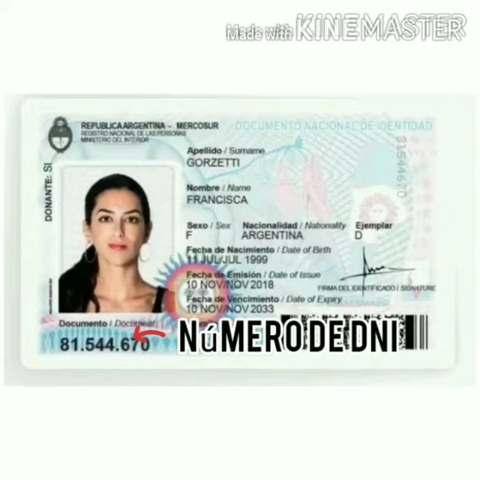 Made with KINEMASTER
REPUBLICA ARGENTINA - MERCOSUR
REGISTRO NACIONAL DE LAS PERSONAS
MINISTERIO DEL INTERIOR
DOCUMENTO NACIONAL DE IDENTIDAD
Apellido / Surname
GORZETTI
Nombre / Name
FRANCISCA
Sexo / Sex Nacionalidad / Nationality Ejemplar
F ARGENTINA D
Fecha de Nacimiento / Date of Birth
11 JUL/JUL 1999
Fecha de Emisión / Date of Issue
10 NOV/NOV 2018
Fecha de Vencimiento / Date of Expiry
10 NOV/NOV 2033
FIRMA IDENTIFICADO / SIGNATURE
DONANTE: SI
81544670
Documento /
81.544.670
NúMERO DE DNI